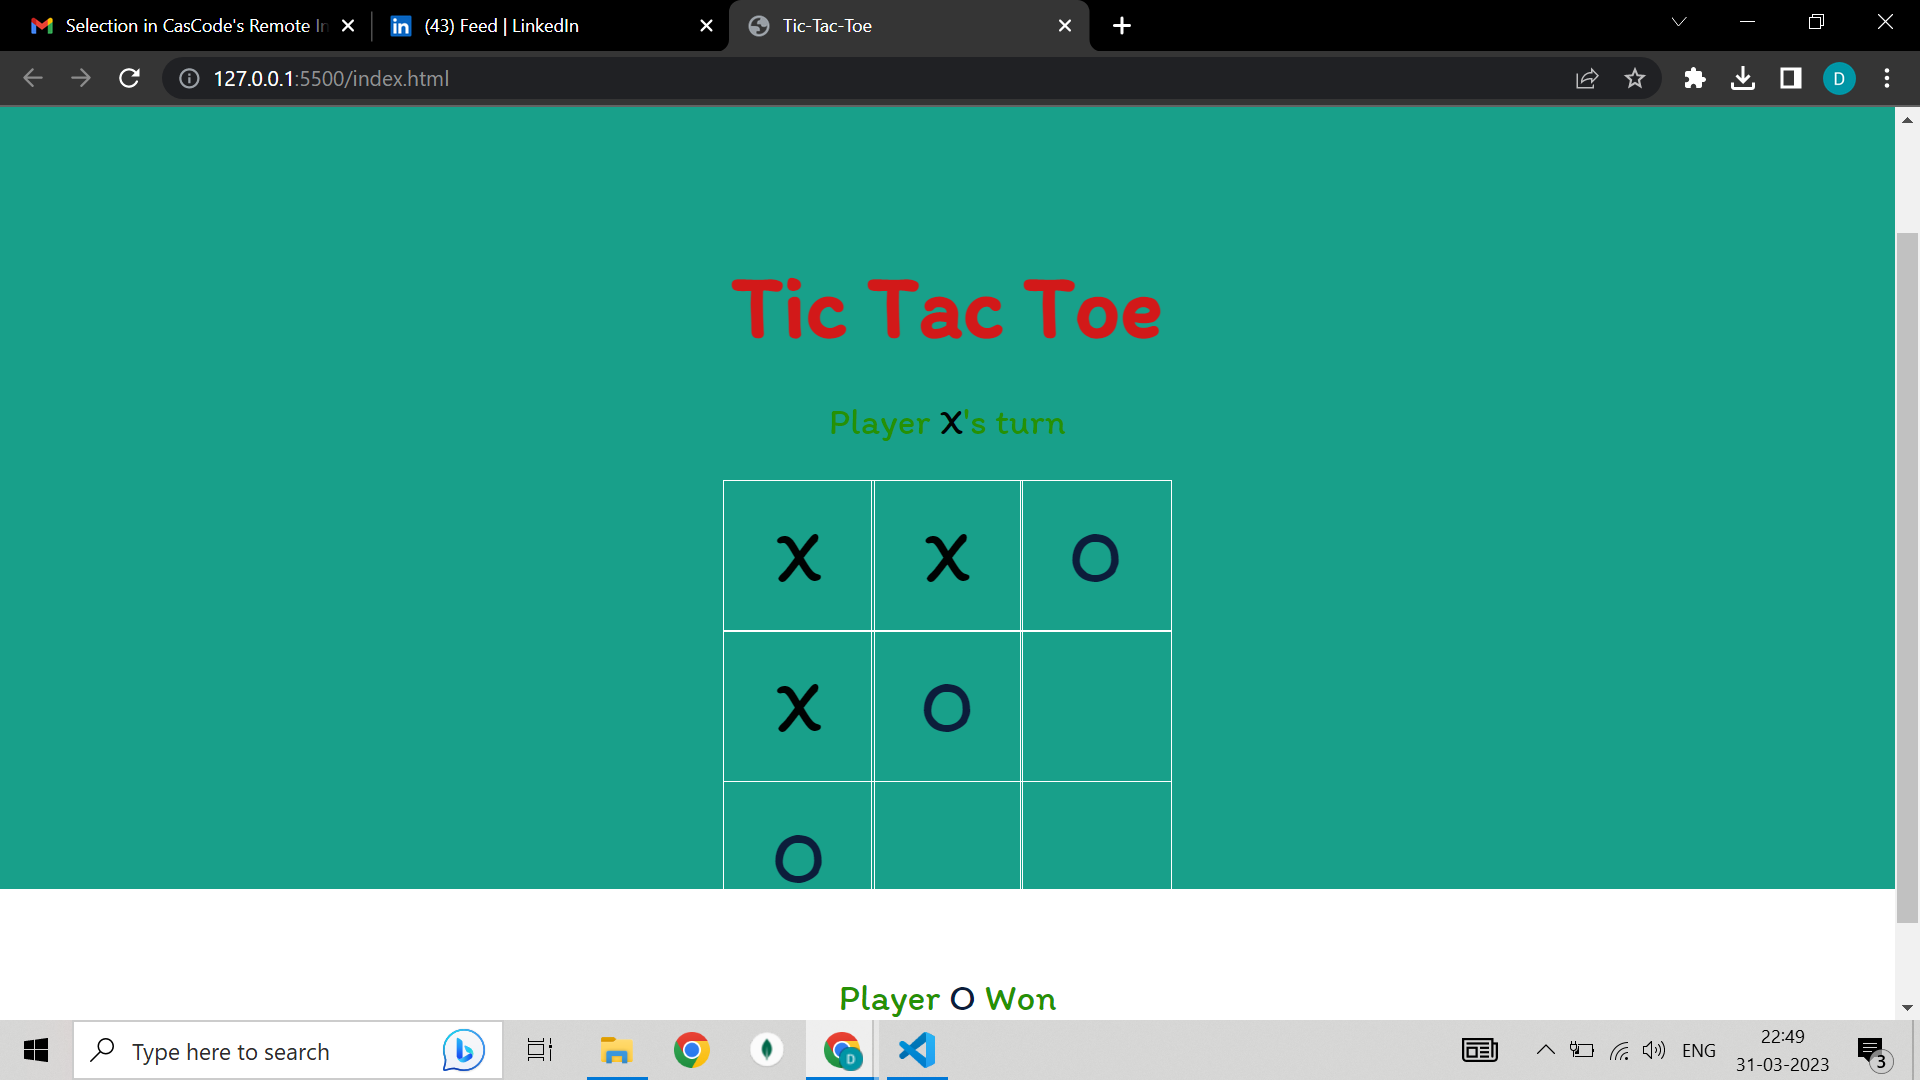 Selection in CasCode's Remote In
in (43) Feed | LinkedIn
Tic-Tac-Toe
127.0.0.1:5500/index.html
D
Tic Tac Toe
Player X's turn
X X O
X O
O
Player O Won
Type here to search
D
ENG
22:49
31-03-2023
3